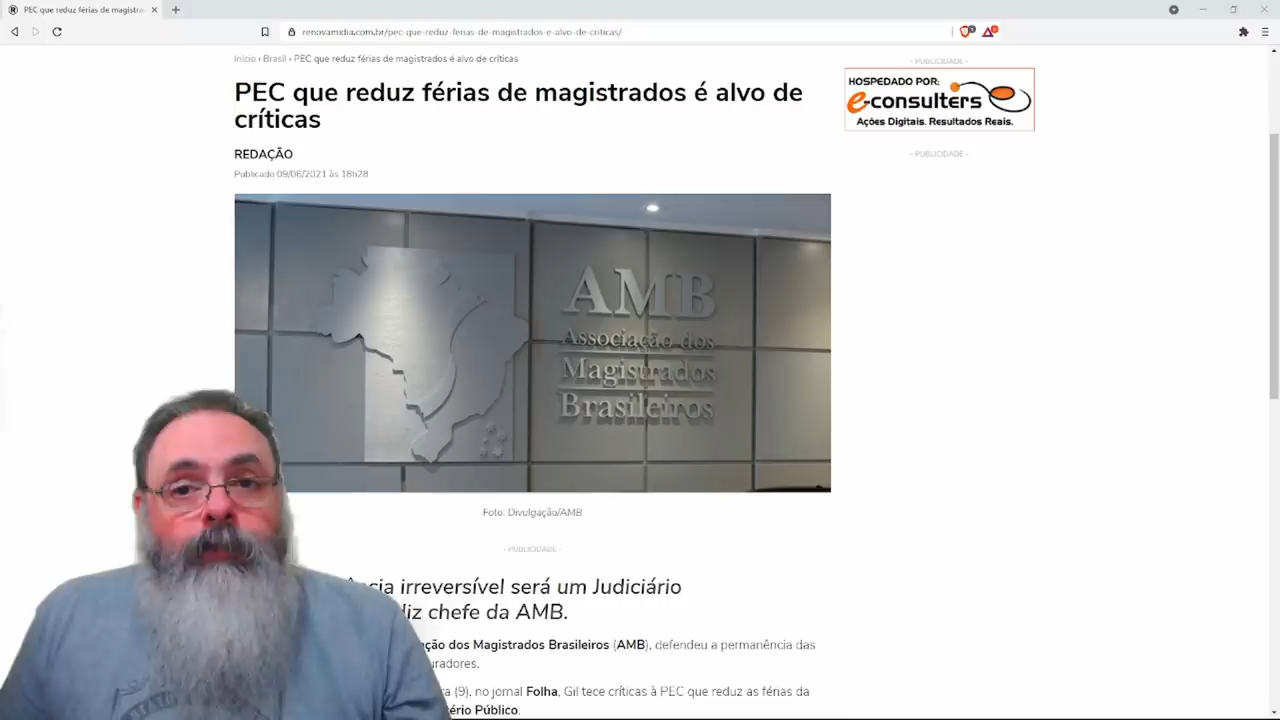 PEC que reduz férias de magistra
renovamidia.com.br/pec-que-reduz-ferias-de-magistrados-e-alvo-de-criticas/
Início › Brasil › PEC que reduz férias de magistrados é alvo de críticas
PEC que reduz férias de magistrados é alvo de
críticas
REDAÇÃO
Publicado 09/06/2021 às 18h28
AMB
Associação dos
Magistrados
Brasileiros
Foto: Divulgação/AMB
- PUBLICIDADE -
irreversível será um Judiciário
chefe da AMB.
dos Magistrados Brasileiros (AMB), defendeu a permanência das
(9), no jornal Folha, Gil tece críticas à PEC que reduz as férias da
Público.
- PUBLICIDADE -
HOSPEDADO POR:
e-consulters
Ações Digitais. Resultados Reais.
- PUBLICIDADE -